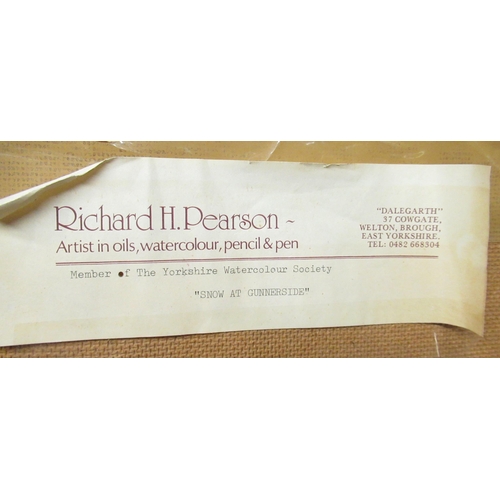 Richard H. Pearson ~
Artist in oils, watercolour, pencil & pen
"DALEGARTH"
37 COWGATE,
WELTON, BROUGH,
EAST YORKSHIRE.
TEL: 0482 668304
Member of The Yorkshire Watercolour Society
"SNOW AT GUNNERSIDE"